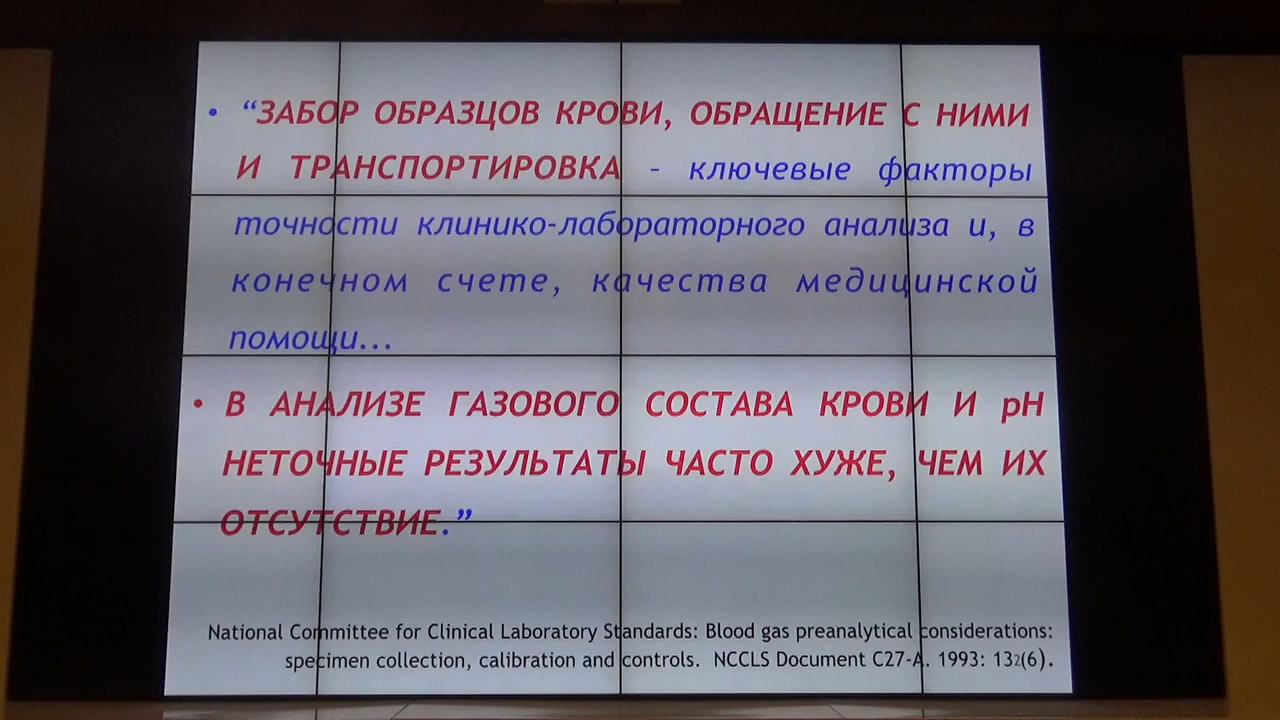 • “ЗАБОР ОБРАЗЦОВ КРОВИ, ОБРАЩЕНИЕ С НИМИ
И ТРАНСПОРТИРОВКА - ключевые факторы
точности клинико-лабораторного анализа и, в
конечном счете, качества медицинской
помощи...
• В АНАЛИЗЕ ГАЗОВОГО СОСТАВА КРОВИ И pH
НЕТОЧНЫЕ РЕЗУЛЬТАТЫ ЧАСТО ХУЖЕ, ЧЕМ ИХ
ОТСУТСТВИЕ.”
National Committee for Clinical Laboratory Standards: Blood gas preanalytical considerations:
specimen collection, calibration and controls. NCCLS Document C27-A. 1993: 132(6).